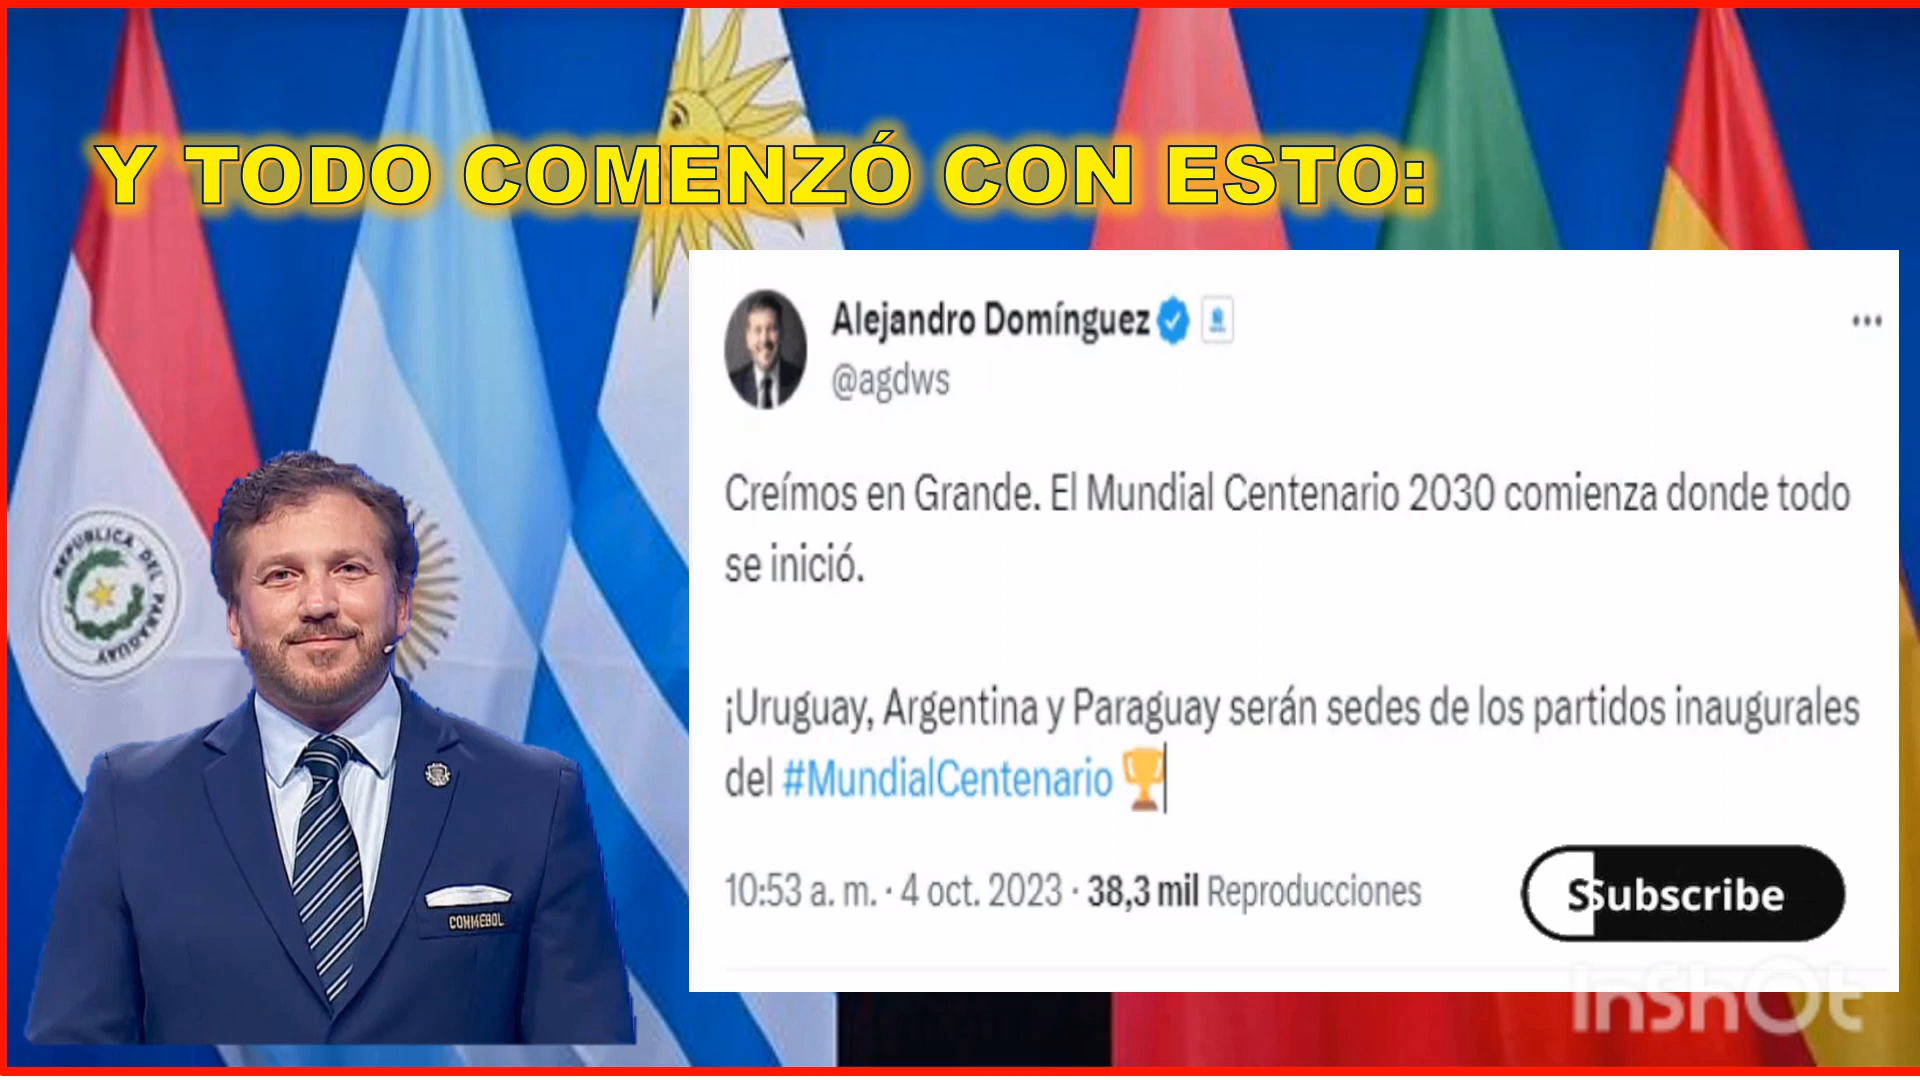 Y TODO COMENZÓ CON ESTO:
Alejandro Domínguez
@agdws
Creímos en Grande. El Mundial Centenario 2030 comienza donde todo
se inició.
¡Uruguay, Argentina y Paraguay serán sedes de los partidos inaugurales
del #MundialCentenario 🏆
10:53 a. m. · 4 oct. 2023 · 38,3 mil Reproducciones
SSubscribe
REPUBLICA DEL PARAGUAY
CONMEBOL
InShOt